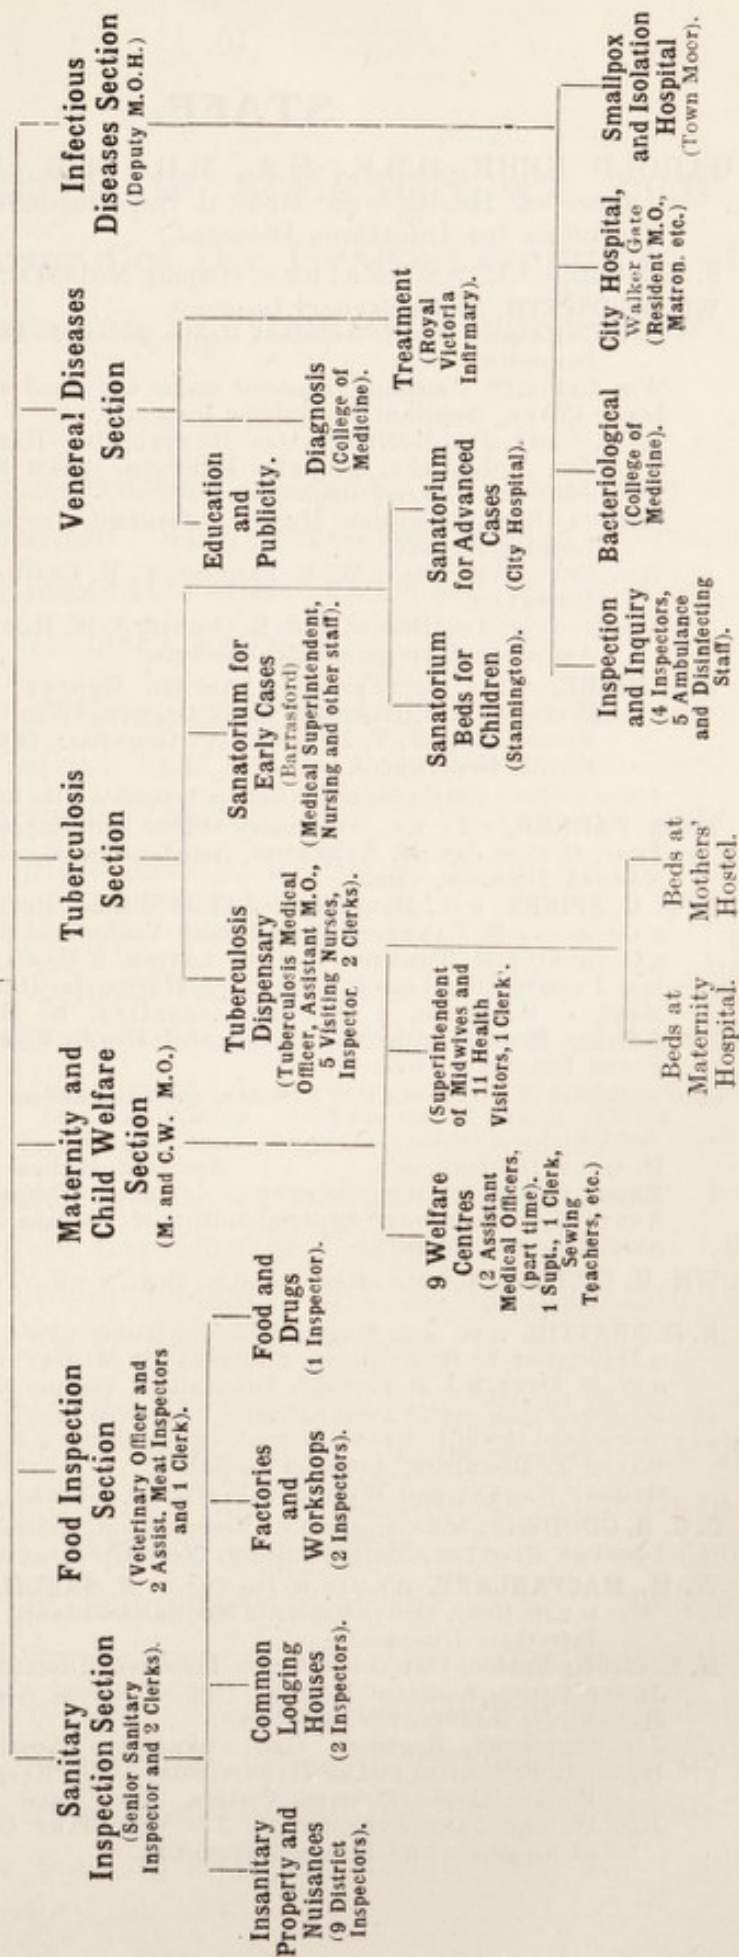 Sanitary
Inspection Section
(Senior Sanitary
Inspector and 2 Clerks).
Insanitary
Property and
Nuisances
(9 District
Inspectors).
Common
Lodging
Houses
(2 Inspectors).
Factories
and
Workshops
(2 Inspectors).
Food and
Drugs
(1 Inspector).
Food Inspection
Section
(Veterinary Officer and
2 Assist. Meat Inspectors
and 1 Clerk).
Maternity and
Child Welfare
Section
(M. and C.W. M.O.)
9 Welfare
Centres
(2 Assistant
Medical Officers,
(part time).
1 Supt., 1 Clerk,
Sewing
Teachers, etc.)
(Superintendent
of Midwives and
11 Health
Visitors, 1 Clerk).
Beds at
Maternity
Hospital.
Beds at
Mothers'
Hostel.
Tuberculosis
Section
Tuberculosis
Dispensary
(Tuberculosis Medical
Officer, Assistant M.O.,
5 Visiting Nurses,
Inspector. 2 Clerks).
Sanatorium for
Early Cases
(Barrasford)
(Medical Superintendent,
Nursing and other staff).
Sanatorium
Beds for
Children
(Stannington).
Sanatorium
for Advanced
Cases
(City Hospital).
Venereal Diseases
Section
Education
and
Publicity.
Diagnosis
(College of
Medicine).
Treatment
(Royal
Victoria
Infirmary).
Infectious
Diseases Section
(Deputy M.O.H.)
Inspection
and Inquiry
(4 Inspectors,
5 Ambulance
and Disinfecting
Staff).
Bacteriological
(College of
Medicine).
City Hospital,
Walker Gate
(Resident M.O.,
Matron. etc.)
Smallpox
and Isolation
Hospital
(Town Moor).